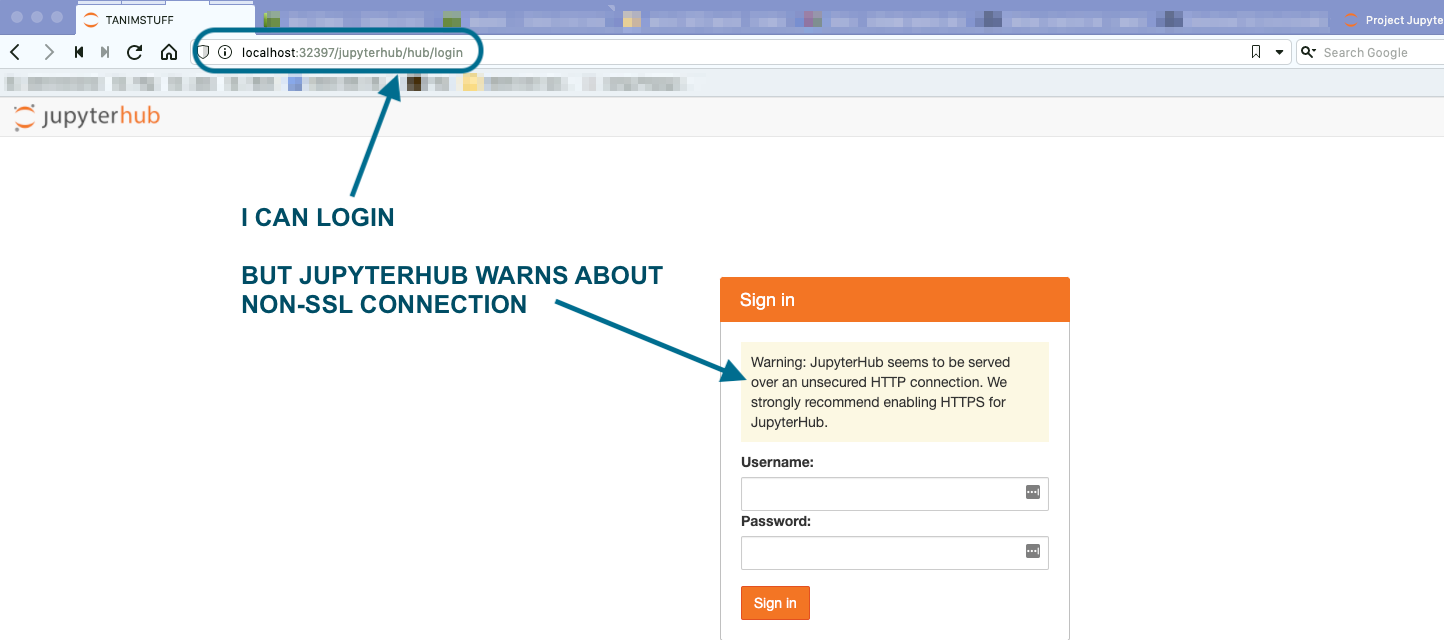 TANIMSTUFF
Project Jupyte
localhost:32397/jupyterhub/hub/login
Search Google
jupyterhub
I CAN LOGIN
BUT JUPYTERHUB WARNS ABOUT
NON-SSL CONNECTION
Sign in
Warning: JupyterHub seems to be served
over an unsecured HTTP connection. We
strongly recommend enabling HTTPS for
JupyterHub.
Username:
Password:
Sign in